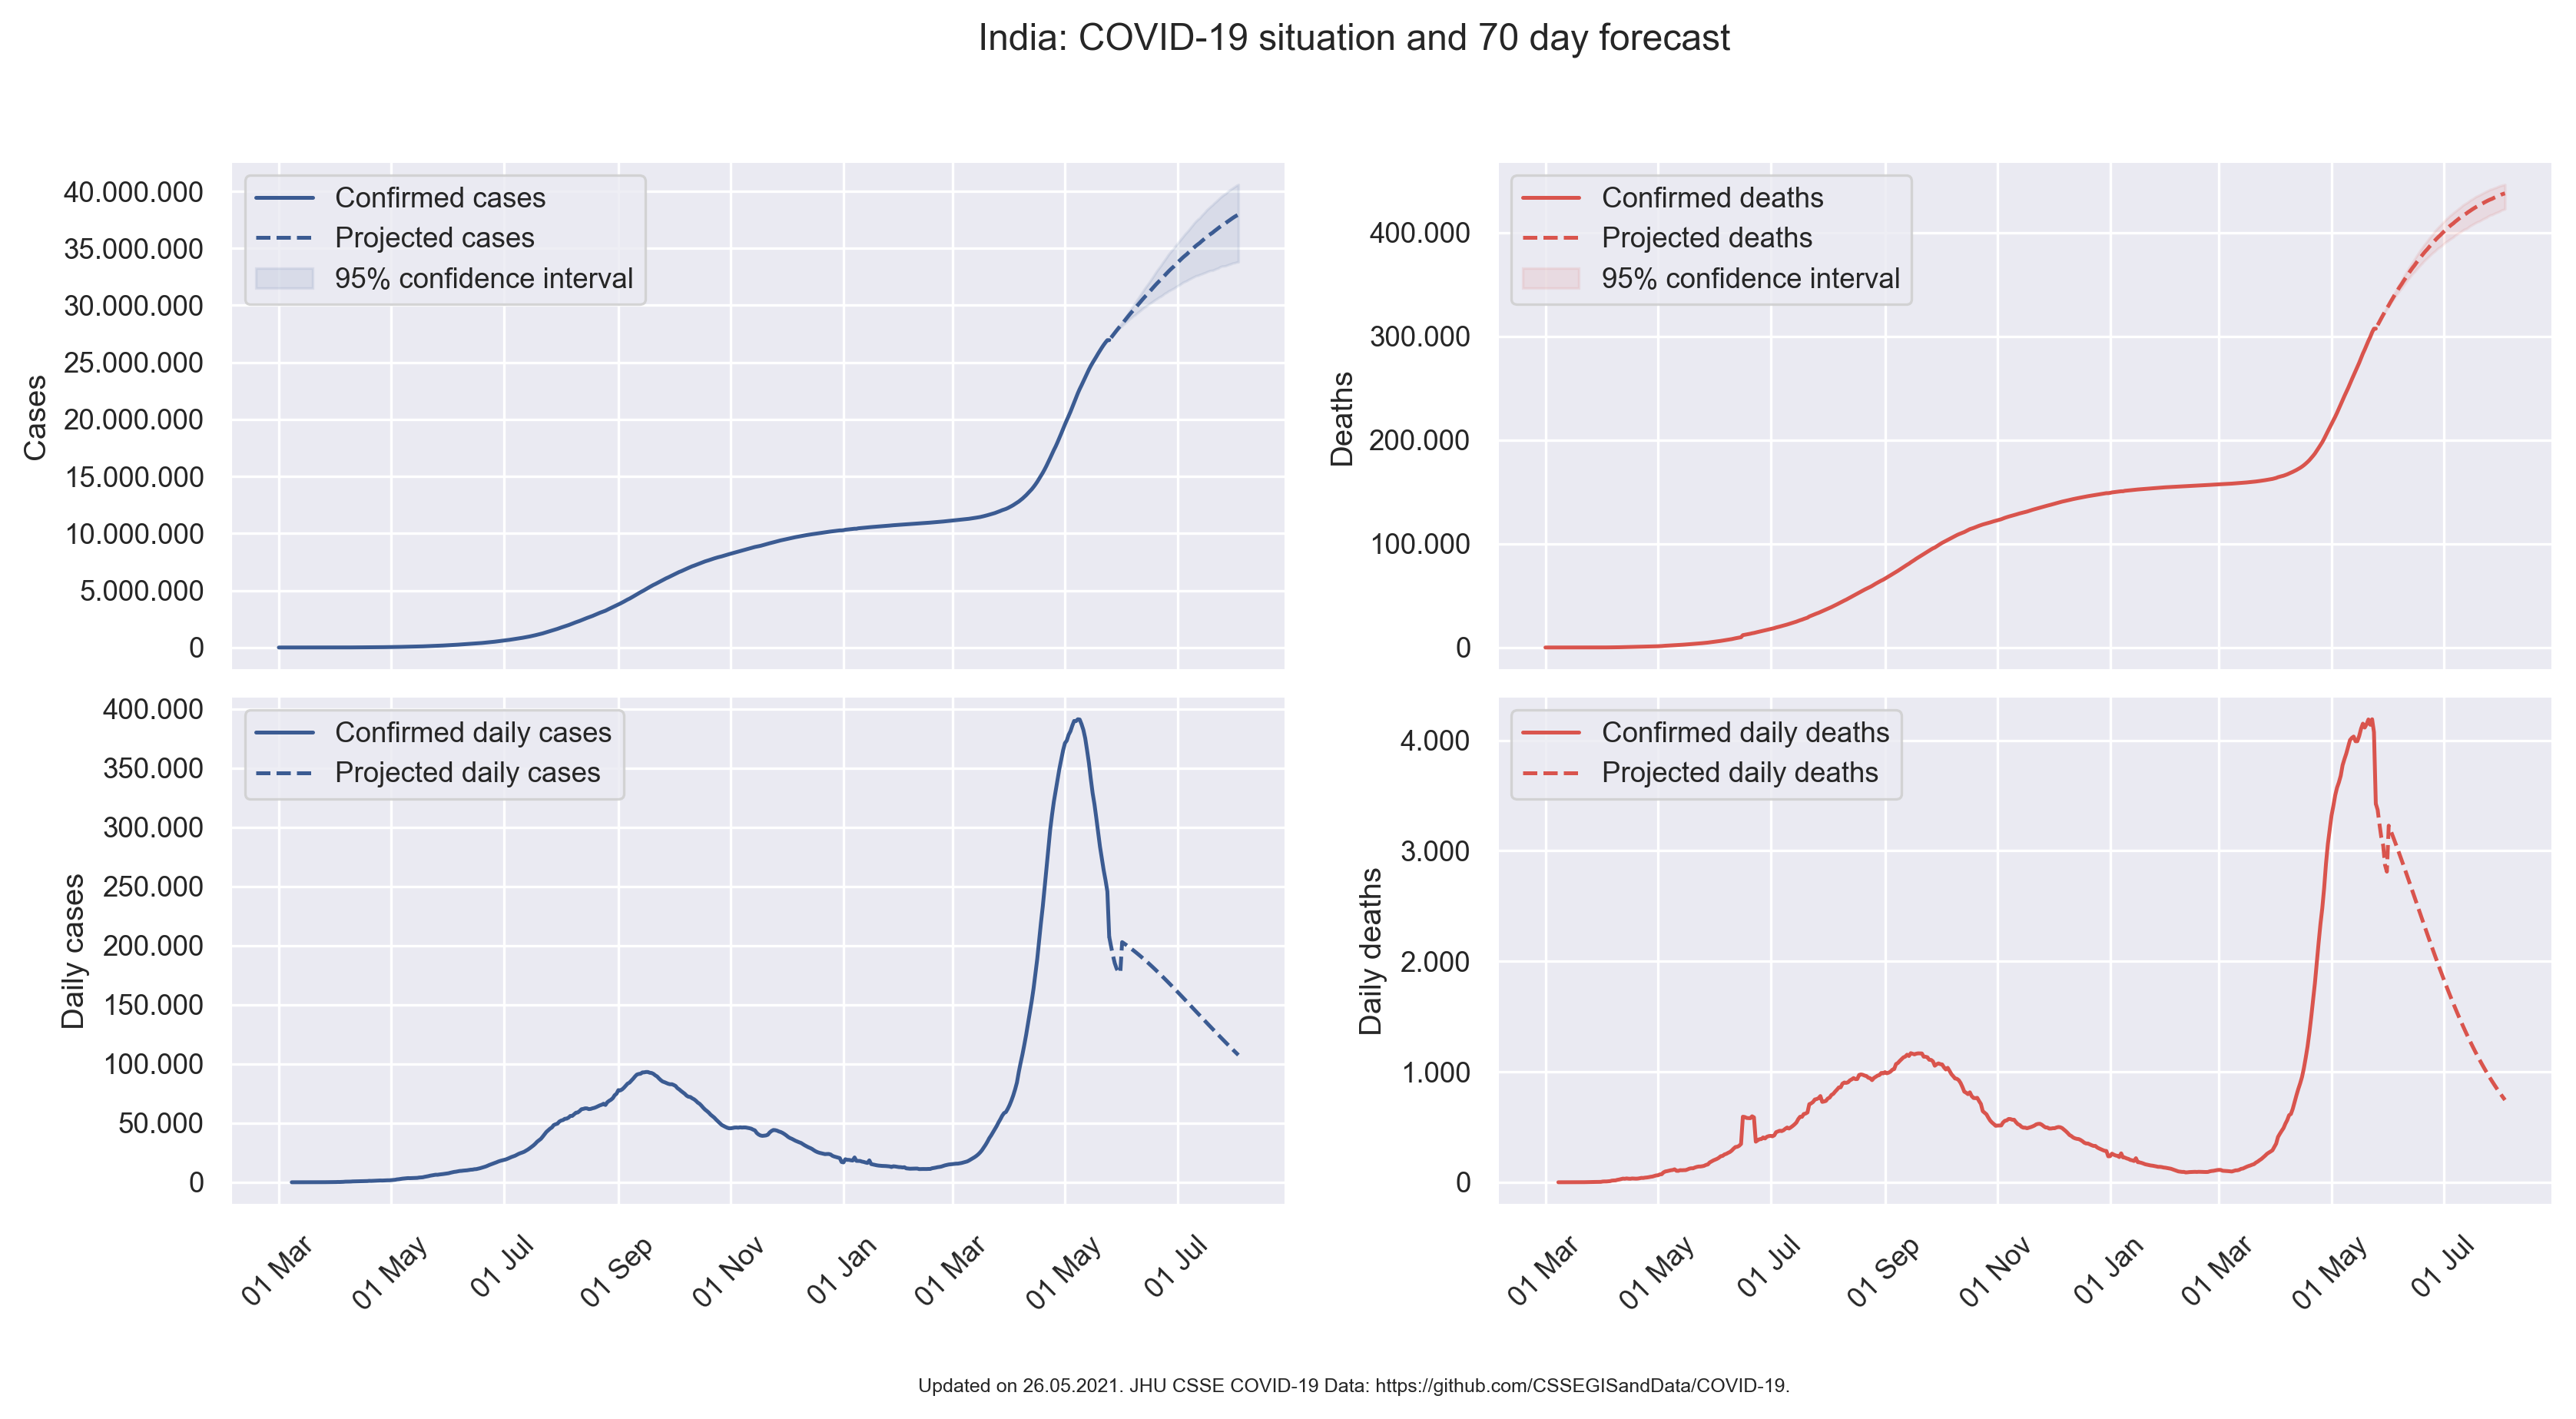 India: COVID-19 situation and 70 day forecast
Cases
40.000.000
35.000.000
30.000.000
25.000.000
20.000.000
15.000.000
10.000.000
5.000.000
0
Confirmed cases
Projected cases
95% confidence interval
Deaths
400.000
300.000
200.000
100.000
0
Confirmed deaths
Projected deaths
95% confidence interval
Daily cases
400.000
350.000
300.000
250.000
200.000
150.000
100.000
50.000
0
Confirmed daily cases
Projected daily cases
01 Mar
01 May
01 Jul
01 Sep
01 Nov
01 Jan
01 Mar
01 May
01 Jul
Daily deaths
4.000
3.000
2.000
1.000
0
Confirmed daily deaths
Projected daily deaths
01 Mar
01 May
01 Jul
01 Sep
01 Nov
01 Jan
01 Mar
01 May
01 Jul
Updated on 26.05.2021. JHU CSSE COVID-19 Data: https://github.com/CSSEGISandData/COVID-19.